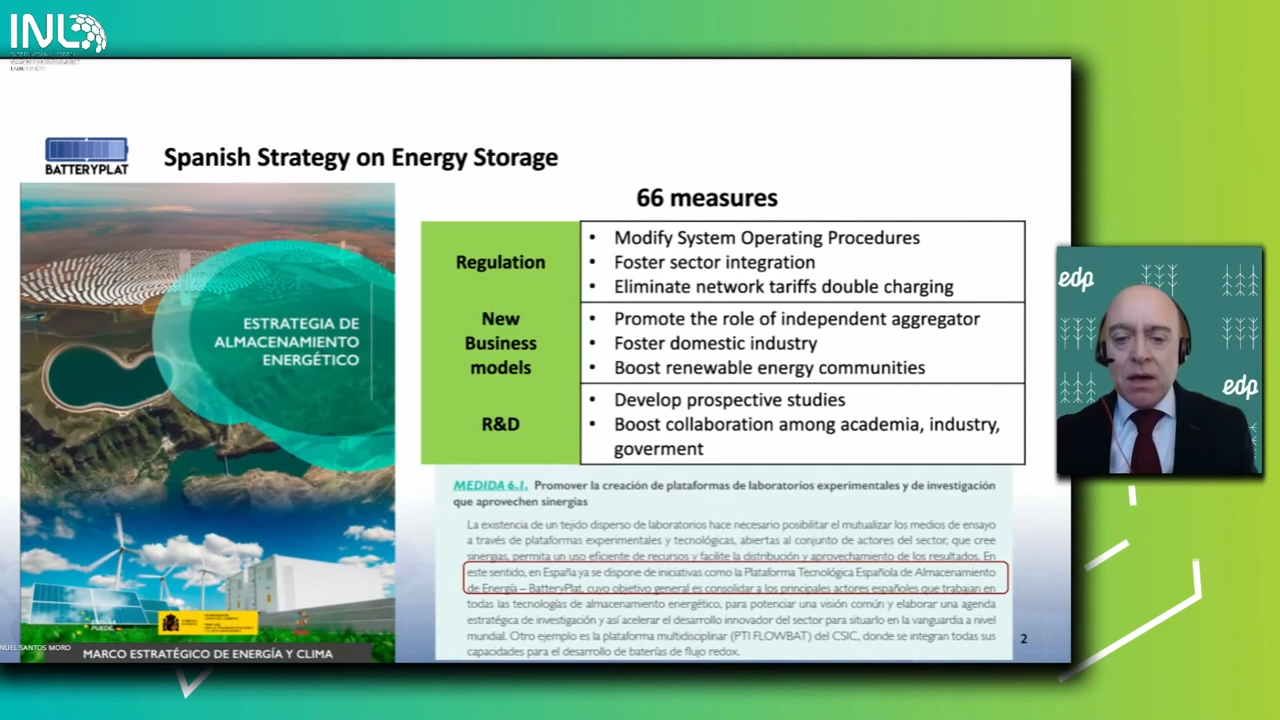 INL
BATTERYPLAT
Spanish Strategy on Energy Storage
66 measures
ESTRATEGIA DE
ALMACENAMIENTO
ENERGÉTICO
MARCO ESTRATÉGICO DE ENERGÍA Y CLIMA
NUEL SANTOS MORO
Regulation
• Modify System Operating Procedures
• Foster sector integration
• Eliminate network tariffs double charging
New
Business
models
• Promote the role of independent aggregator
• Foster domestic industry
• Boost renewable energy communities
R&D
• Develop prospective studies
• Boost collaboration among academia, industry,
goverment
MEDIDA 6.1. Promover la creación de plataformas de laboratorios experimentales y de investigación
que aprovechen sinergias
La existencia de un tejido disperso de laboratorios hace necesario posibilitar el mutualizar los medios de ensayo
a través de plataformas experimentales y tecnológicas, abiertas al conjunto de actores del sector, que cree
sinergias, permita un uso eficiente de recursos y facilite la distribución y aprovechamiento de los resultados. En
este sentido, en España ya se dispone de iniciativas como la Plataforma Tecnológica Española de Almacenamiento
de Energía – BatteryPlat, cuyo objetivo general es consolidar a los principales actores españoles que trabajan en
todas las tecnologías de almacenamiento energético, para potenciar una visión común y elaborar una agenda
estratégica de investigación y así acelerar el desarrollo innovador del sector para situarlo en la vanguardia a nivel
mundial. Otro ejemplo es la plataforma multidisciplinar (PTI FLOWBAT) del CSIC, donde se integran todas sus
capacidades para el desarrollo de baterías de flujo redox.
2
edp
edp